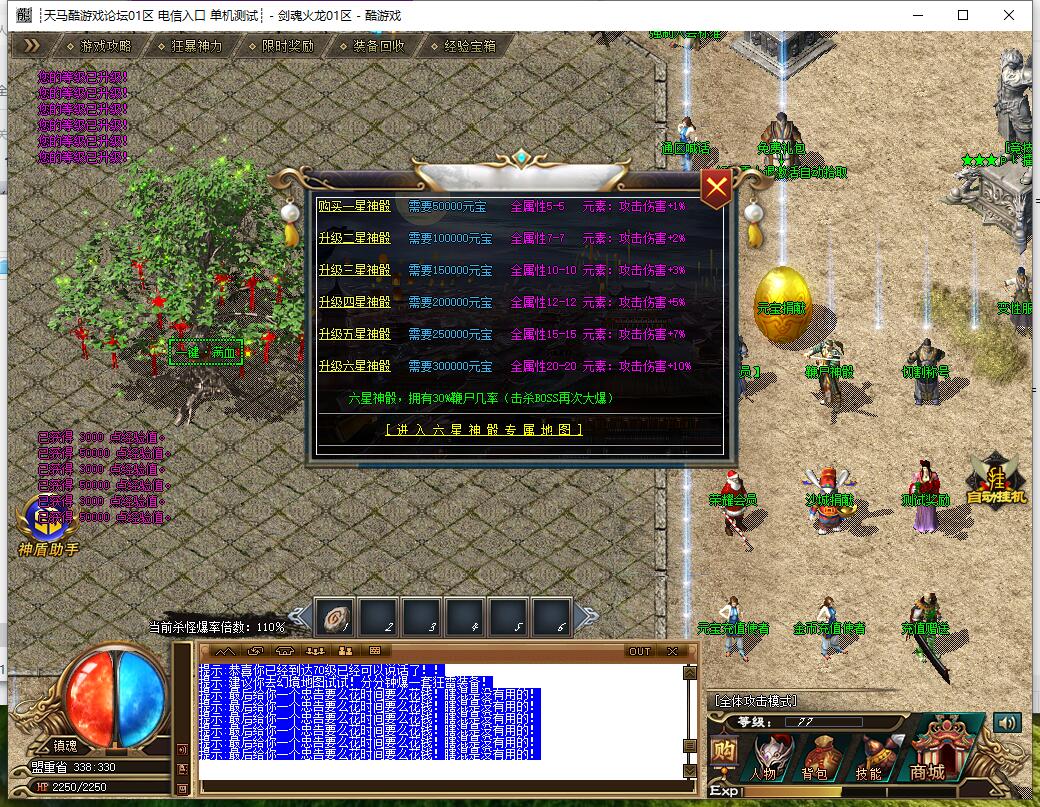 [天马酷游戏论坛01区 电信入口 单机测试] - 剑魂火龙01区 - 酷游戏
游戏攻略 狂暴神力 限时奖励 装备回收 经验宝箱
您的等级已升级!
您的等级已升级!
您的等级已升级!
您的等级已升级!
您的等级已升级!
您的等级已升级!
通区喊话
免费礼包
元宝捐献
鞭尸神骰
切割称号
荣耀会员
沙城捐献
测试奖励
自动挂机
元宝充值使者
金币充值使者
充值赠送
购买一星神骰 需要50000元宝 全属性5-5 元素:攻击伤害+1%
升级二星神骰 需要100000元宝 全属性7-7 元素:攻击伤害+2%
升级三星神骰 需要150000元宝 全属性10-10 元素:攻击伤害+3%
升级四星神骰 需要200000元宝 全属性12-12 元素:攻击伤害+5%
升级五星神骰 需要250000元宝 全属性15-15 元素:攻击伤害+7%
升级六星神骰 需要300000元宝 全属性20-20 元素:攻击伤害+10%
六星神骰,拥有30%鞭尸几率(击杀BOSS再次大爆)
[进入六星神骰专属地图]
一键·满血
已获得 3000 点经验值。
已获得 50000 点经验值。
已获得 3000 点经验值。
已获得 50000 点经验值。
已获得 3000 点经验值。
已获得 50000 点经验值。
神盾助手
当前杀怪爆率倍数: 110%
1 2 3 4 5 6
OUT
提示:恭喜你已经到达70级已经可以说话了!!
提示:最后给你一个忠告要么花时间要么花钱!瞎混是没有用的!
提示:最后给你一个忠告要么花时间要么花钱!瞎混是没有用的!
提示:最后给你一个忠告要么花时间要么花钱!瞎混是没有用的!
提示:最后给你一个忠告要么花时间要么花钱!瞎混是没有用的!
提示:最后给你一个忠告要么花时间要么花钱!瞎混是没有用的!
提示:最后给你一个忠告要么花时间要么花钱!瞎混是没有用的!
镇魂
盟重省 338:330
HP 2250/2250
[全体攻击模式]
等级: 77
购 人物 背包 技能 商城
Exp